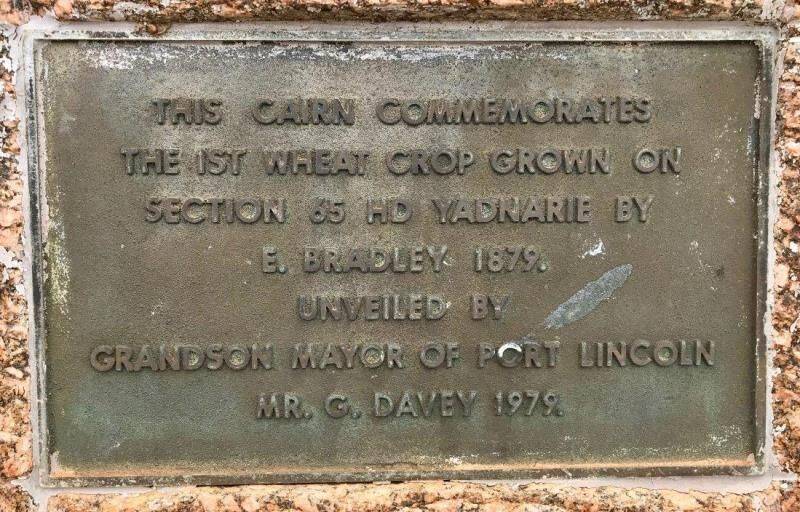 THIS CAIRN COMMEMORATES
THE 1ST WHEAT CROP GROWN ON
SECTION 65 HD YADNARIE BY
E. BRADLEY 1879.
UNVEILED BY
GRANDSON MAYOR OF PORT LINCOLN
MR. G. DAVEY 1979.